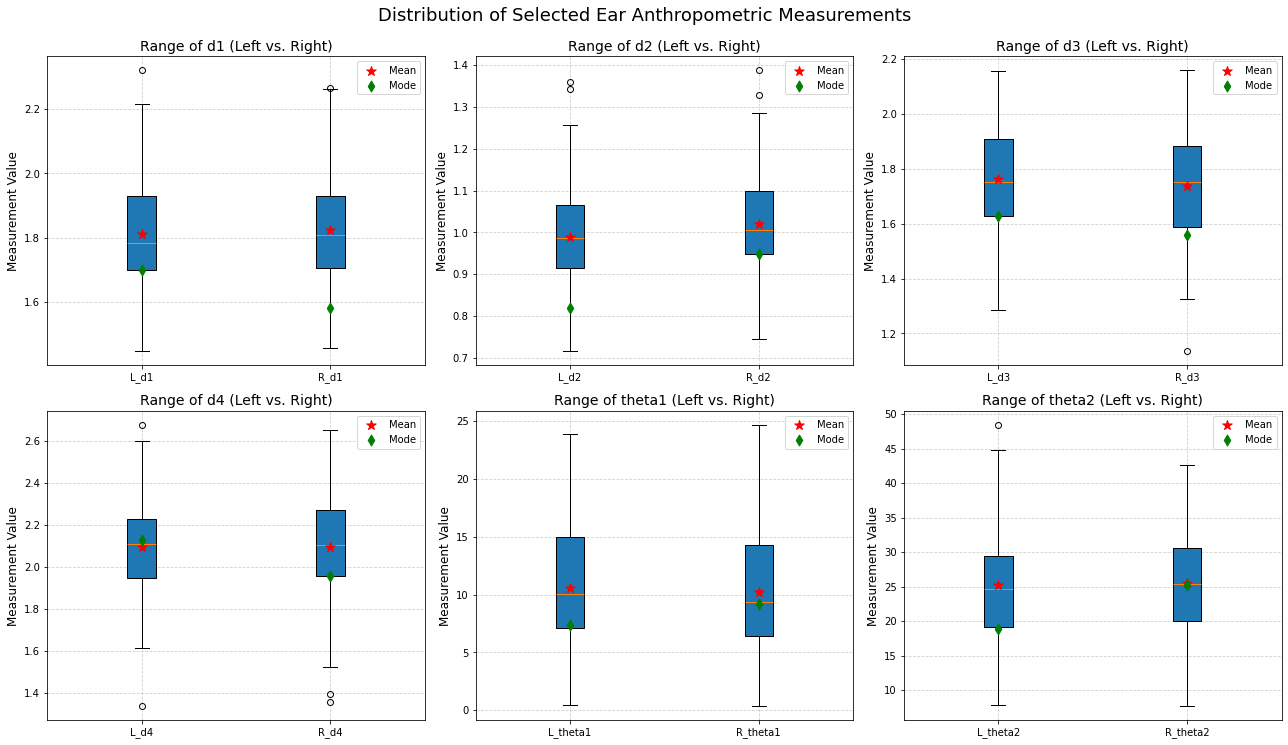 Distribution of Selected Ear Anthropometric Measurements
Range of d1 (Left vs. Right)
Measurement Value
2.2
2.0
1.8
1.6
L_d1
R_d1
Mean
Mode
Range of d2 (Left vs. Right)
Measurement Value
1.4
1.3
1.2
1.1
1.0
0.9
0.8
0.7
L_d2
R_d2
Mean
Mode
Range of d3 (Left vs. Right)
Measurement Value
2.2
2.0
1.8
1.6
1.4
1.2
L_d3
R_d3
Mean
Mode
Range of d4 (Left vs. Right)
Measurement Value
2.6
2.4
2.2
2.0
1.8
1.6
1.4
L_d4
R_d4
Mean
Mode
Range of theta1 (Left vs. Right)
Measurement Value
25
20
15
10
5
0
L_theta1
R_theta1
Mean
Mode
Range of theta2 (Left vs. Right)
Measurement Value
50
45
40
35
30
25
20
15
10
L_theta2
R_theta2
Mean
Mode